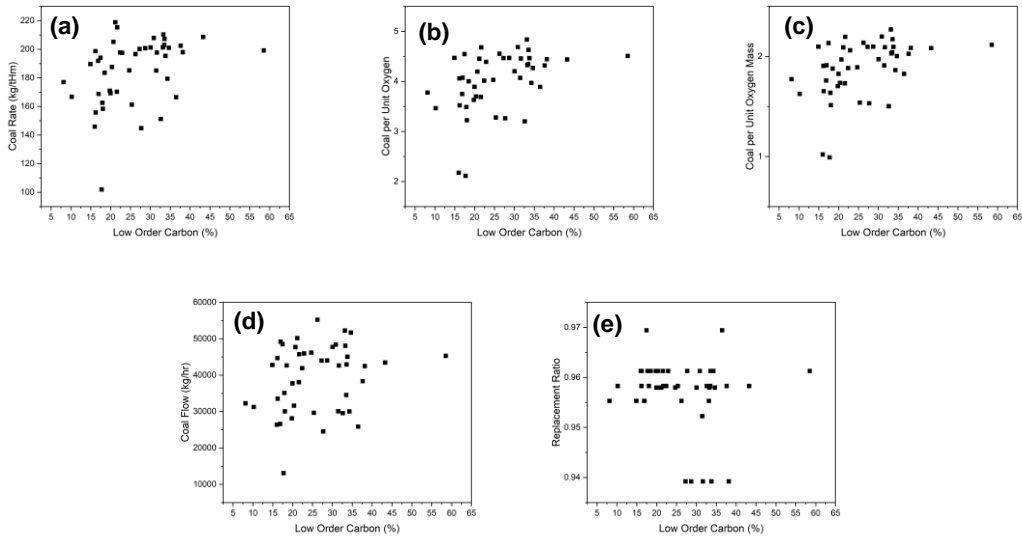 (a)
Coal Rate (kg/tHm)
220
200
180
160
140
120
100
5 10 15 20 25 30 35 40 45 50 55 60 65
Low Order Carbon (%)
(b)
Coal per Unit Oxygen
5
4
3
2
5 10 15 20 25 30 35 40 45 50 55 60 65
Low Order Carbon (%)
(c)
Coal per Unit Oxygen Mass
2
1
5 10 15 20 25 30 35 40 45 50 55 60 65
Low Order Carbon (%)
(d)
Coal Flow (kg/hr)
60000
50000
40000
30000
20000
10000
5 10 15 20 25 30 35 40 45 50 55 60 65
Low Order Carbon (%)
(e)
Replacement Ratio
0.97
0.96
0.95
0.94
5 10 15 20 25 30 35 40 45 50 55 60 65
Low Order Carbon (%)